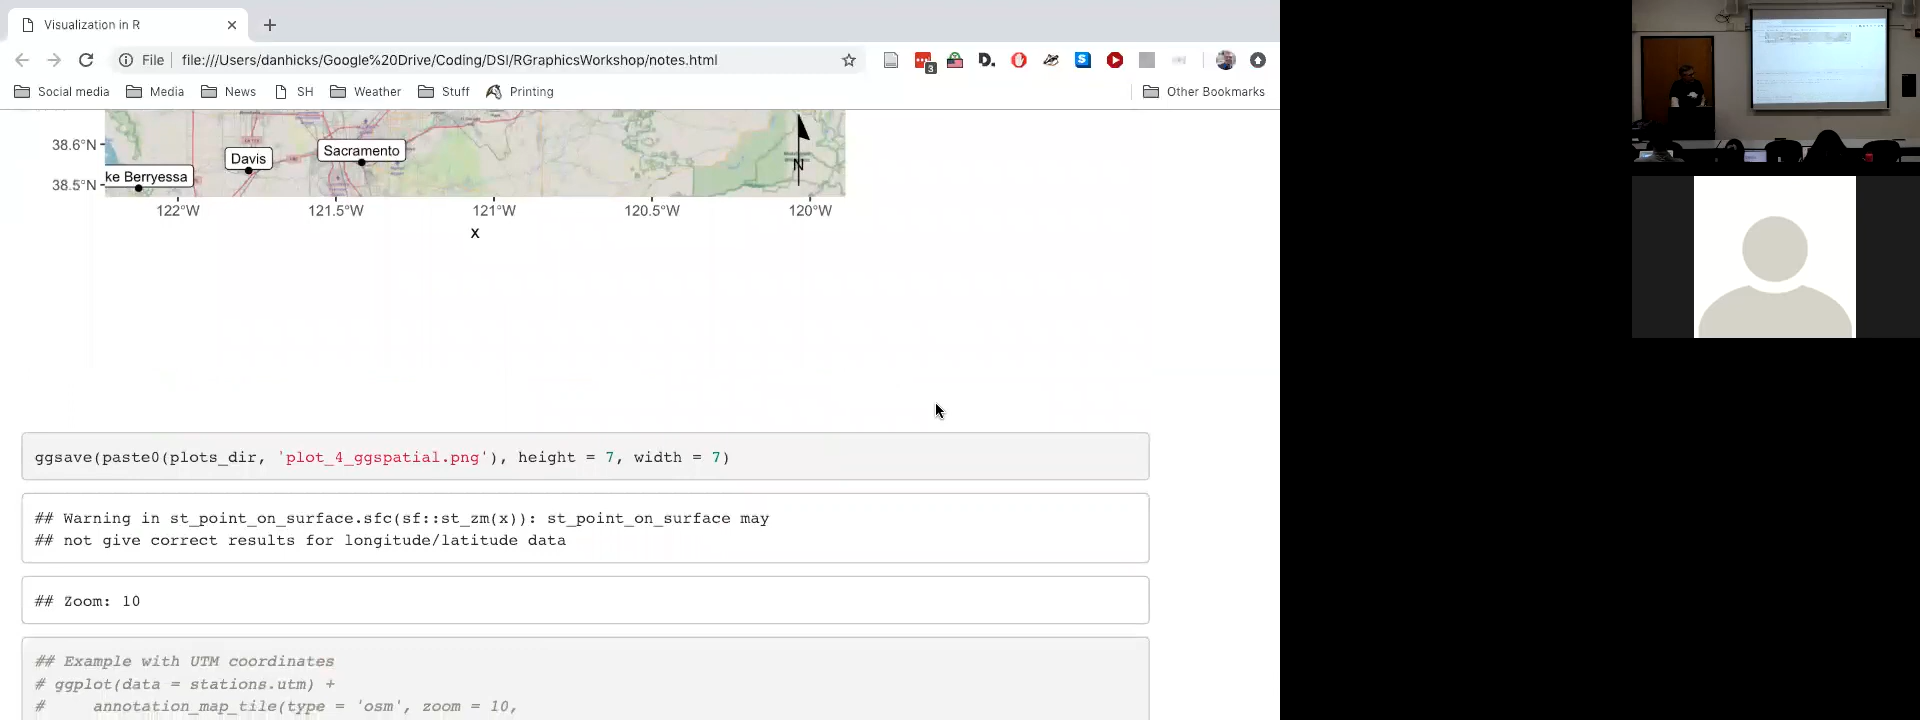 Visualization in R
File file:///Users/danhicks/Google%20Drive/Coding/DSI/RGraphicsWorkshop/notes.html
3
D.
S
Social media Media News SH Weather Stuff Printing Other Bookmarks
38.6°N
Davis
Sacramento
N
ke Berryessa
38.5°N
122°W 121.5°W 121°W 120.5°W 120°W
x
ggsave(paste0(plots_dir, 'plot_4_ggspatial.png'), height = 7, width = 7)
## Warning in st_point_on_surface.sfc(sf::st_zm(x)): st_point_on_surface may
## not give correct results for longitude/latitude data
## Zoom: 10
## Example with UTM coordinates
# ggplot(data = stations.utm) +
#     annotation_map_tile(type = 'osm', zoom = 10,